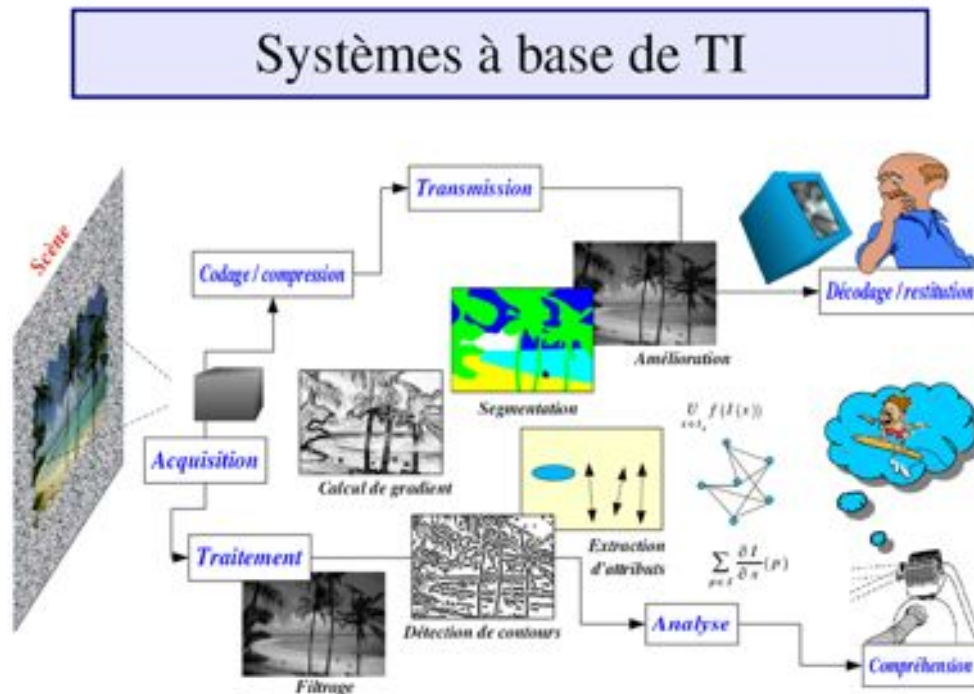 Systèmes à base de TI
Scène
Transmission
Codage / compression
Décodage / restitution
Amélioration
Segmentation
Acquisition
Calcul de gradient
Extraction
d'attributs
Traitement
Détection de contours
Analyse
Filtrage
Compréhension